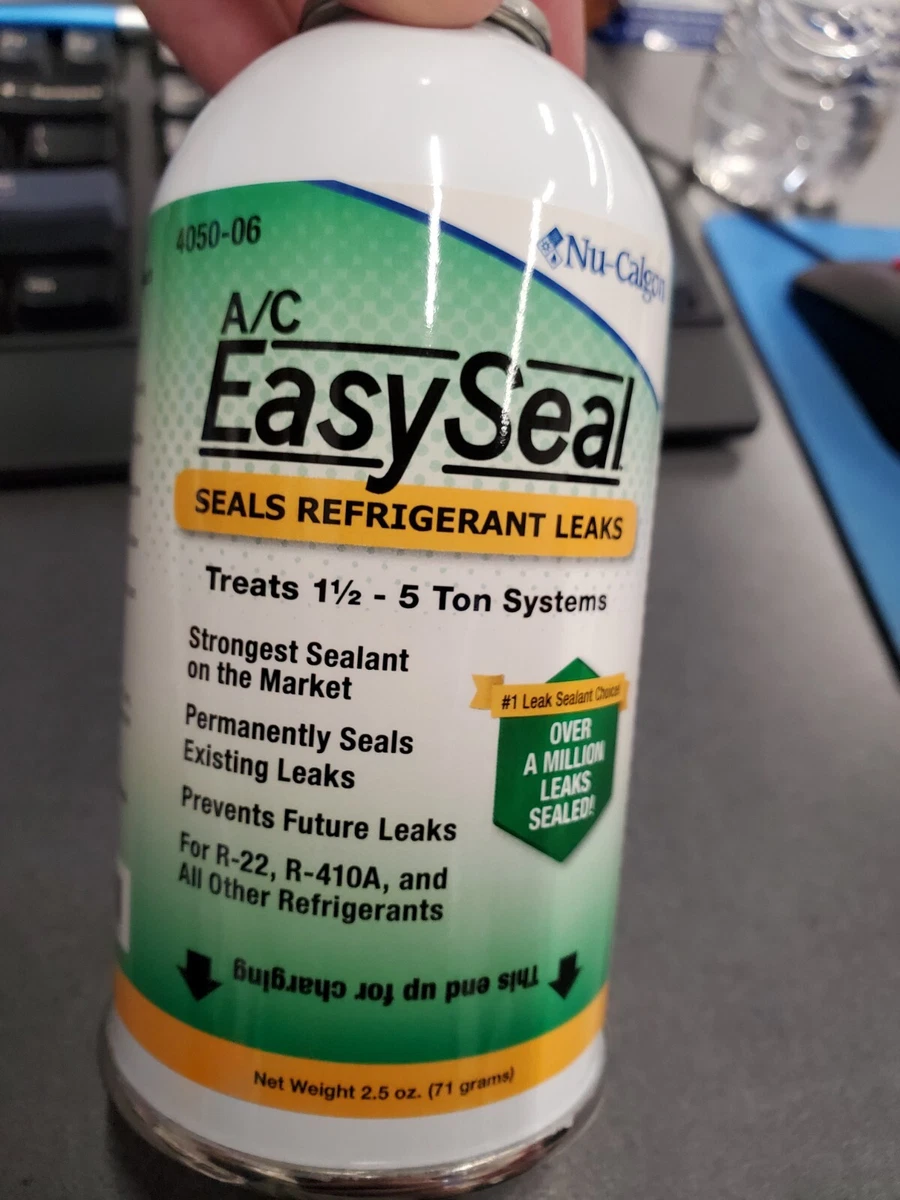 4050-06
Nu-Calgon
A/C
EasySeal
SEALS REFRIGERANT LEAKS
Treats 1½ - 5 Ton Systems
Strongest Sealant
on the Market
Permanently Seals
Existing Leaks
Prevents Future Leaks
For R-22, R-410A, and
All Other Refrigerants
#1 Leak Sealant Choice!
OVER
A MILLION
LEAKS
SEALED!
This end up for charging
Net Weight 2.5 oz. (71 grams)